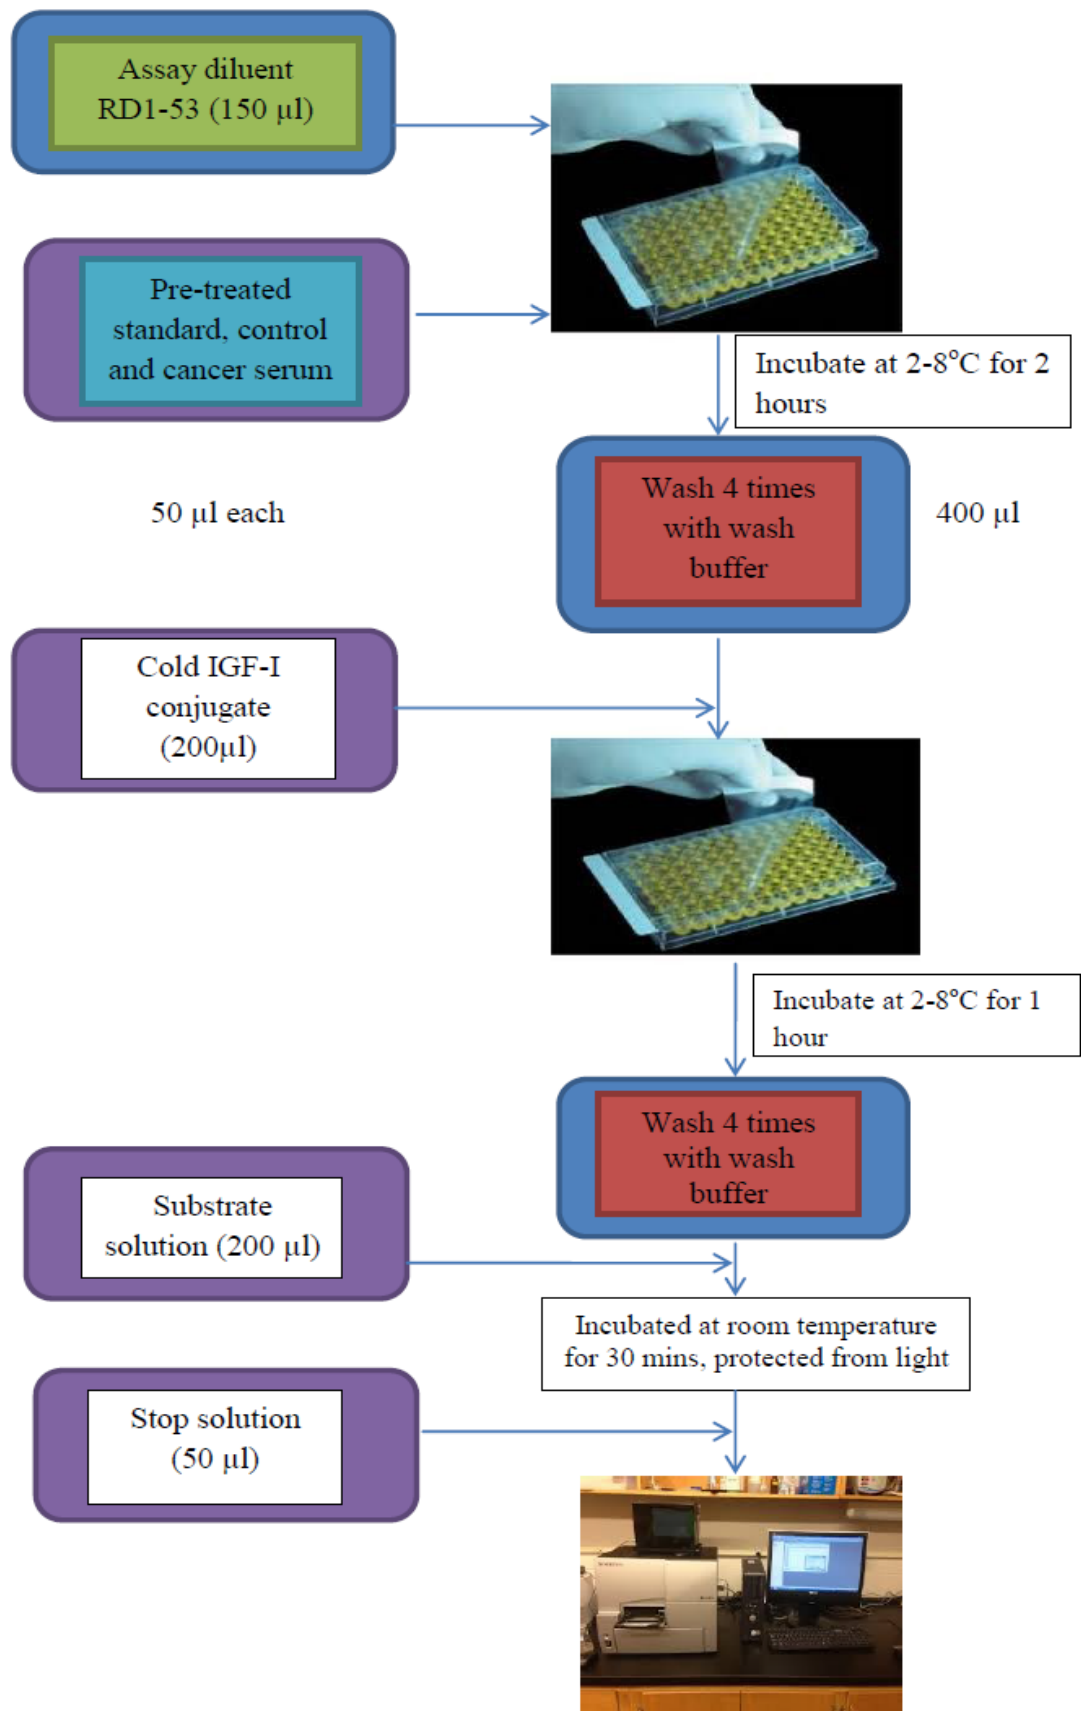 Assay diluent
RD1-53 (150 µl)
Pre-treated
standard, control
and cancer serum
Incubate at 2-8°C for 2
hours
50 µl each
Wash 4 times
with wash
buffer
400 µl
Cold IGF-I
conjugate
(200µl)
Incubate at 2-8°C for 1
hour
Wash 4 times
with wash
buffer
Substrate
solution (200 µl)
Incubated at room temperature
for 30 mins, protected from light
Stop solution
(50 µl)